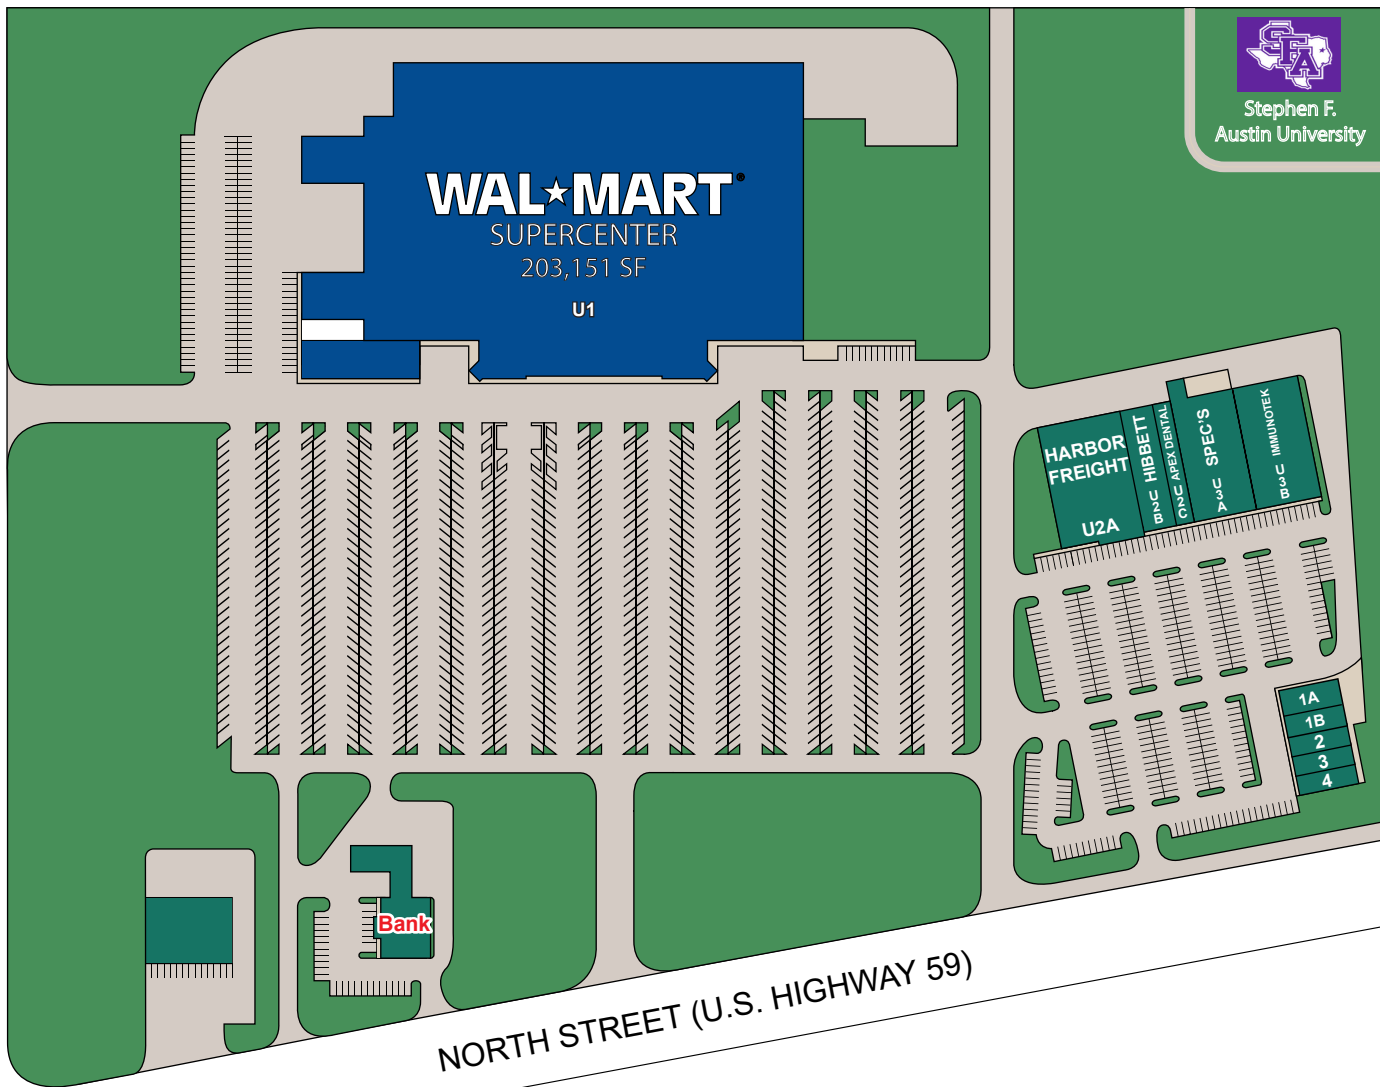 SFA
Stephen F.
Austin University
WAL★MART®
SUPERCENTER
203,151 SF
U1
HARBOR
FREIGHT
U2A
HIBBETT
U2B
APEX DENTAL
U2C
SPEC'S
U3A
IMMUNOTEK
U3B
1A
1B
2
3
4
Bank
NORTH STREET (U.S. HIGHWAY 59)